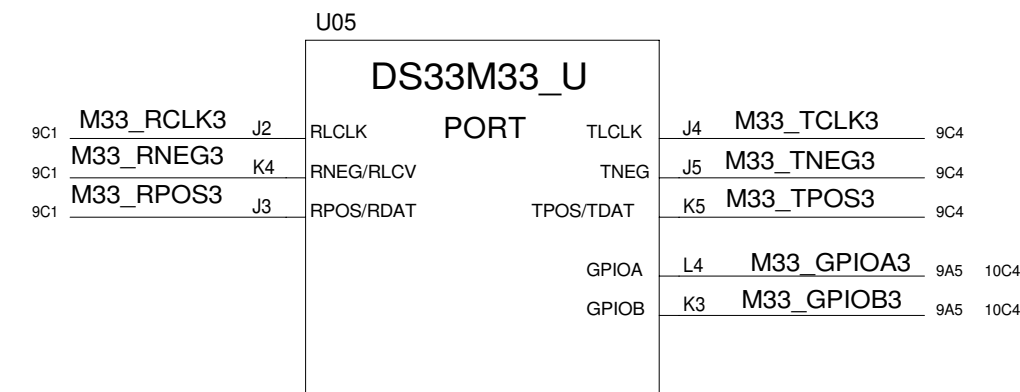 U05
DS33M33_U
PORT
9C1 M33_RCLK3 J2 RLCLK TLCLK J4 M33_TCLK3 9C4
9C1 M33_RNEG3 K4 RNEG/RLCV TNEG J5 M33_TNEG3 9C4
9C1 M33_RPOS3 J3 RPOS/RDAT TPOS/TDAT K5 M33_TPOS3 9C4
GPIOA L4 M33_GPIOA3 9A5 10C4
GPIOB K3 M33_GPIOB3 9A5 10C4